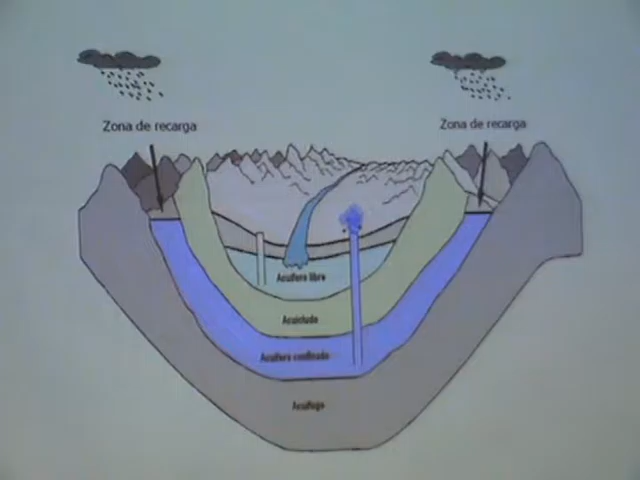 Zona de recarga
Zona de recarga
Acuífero libre
Acuicludo
Acuífero confinado
Acuífugo